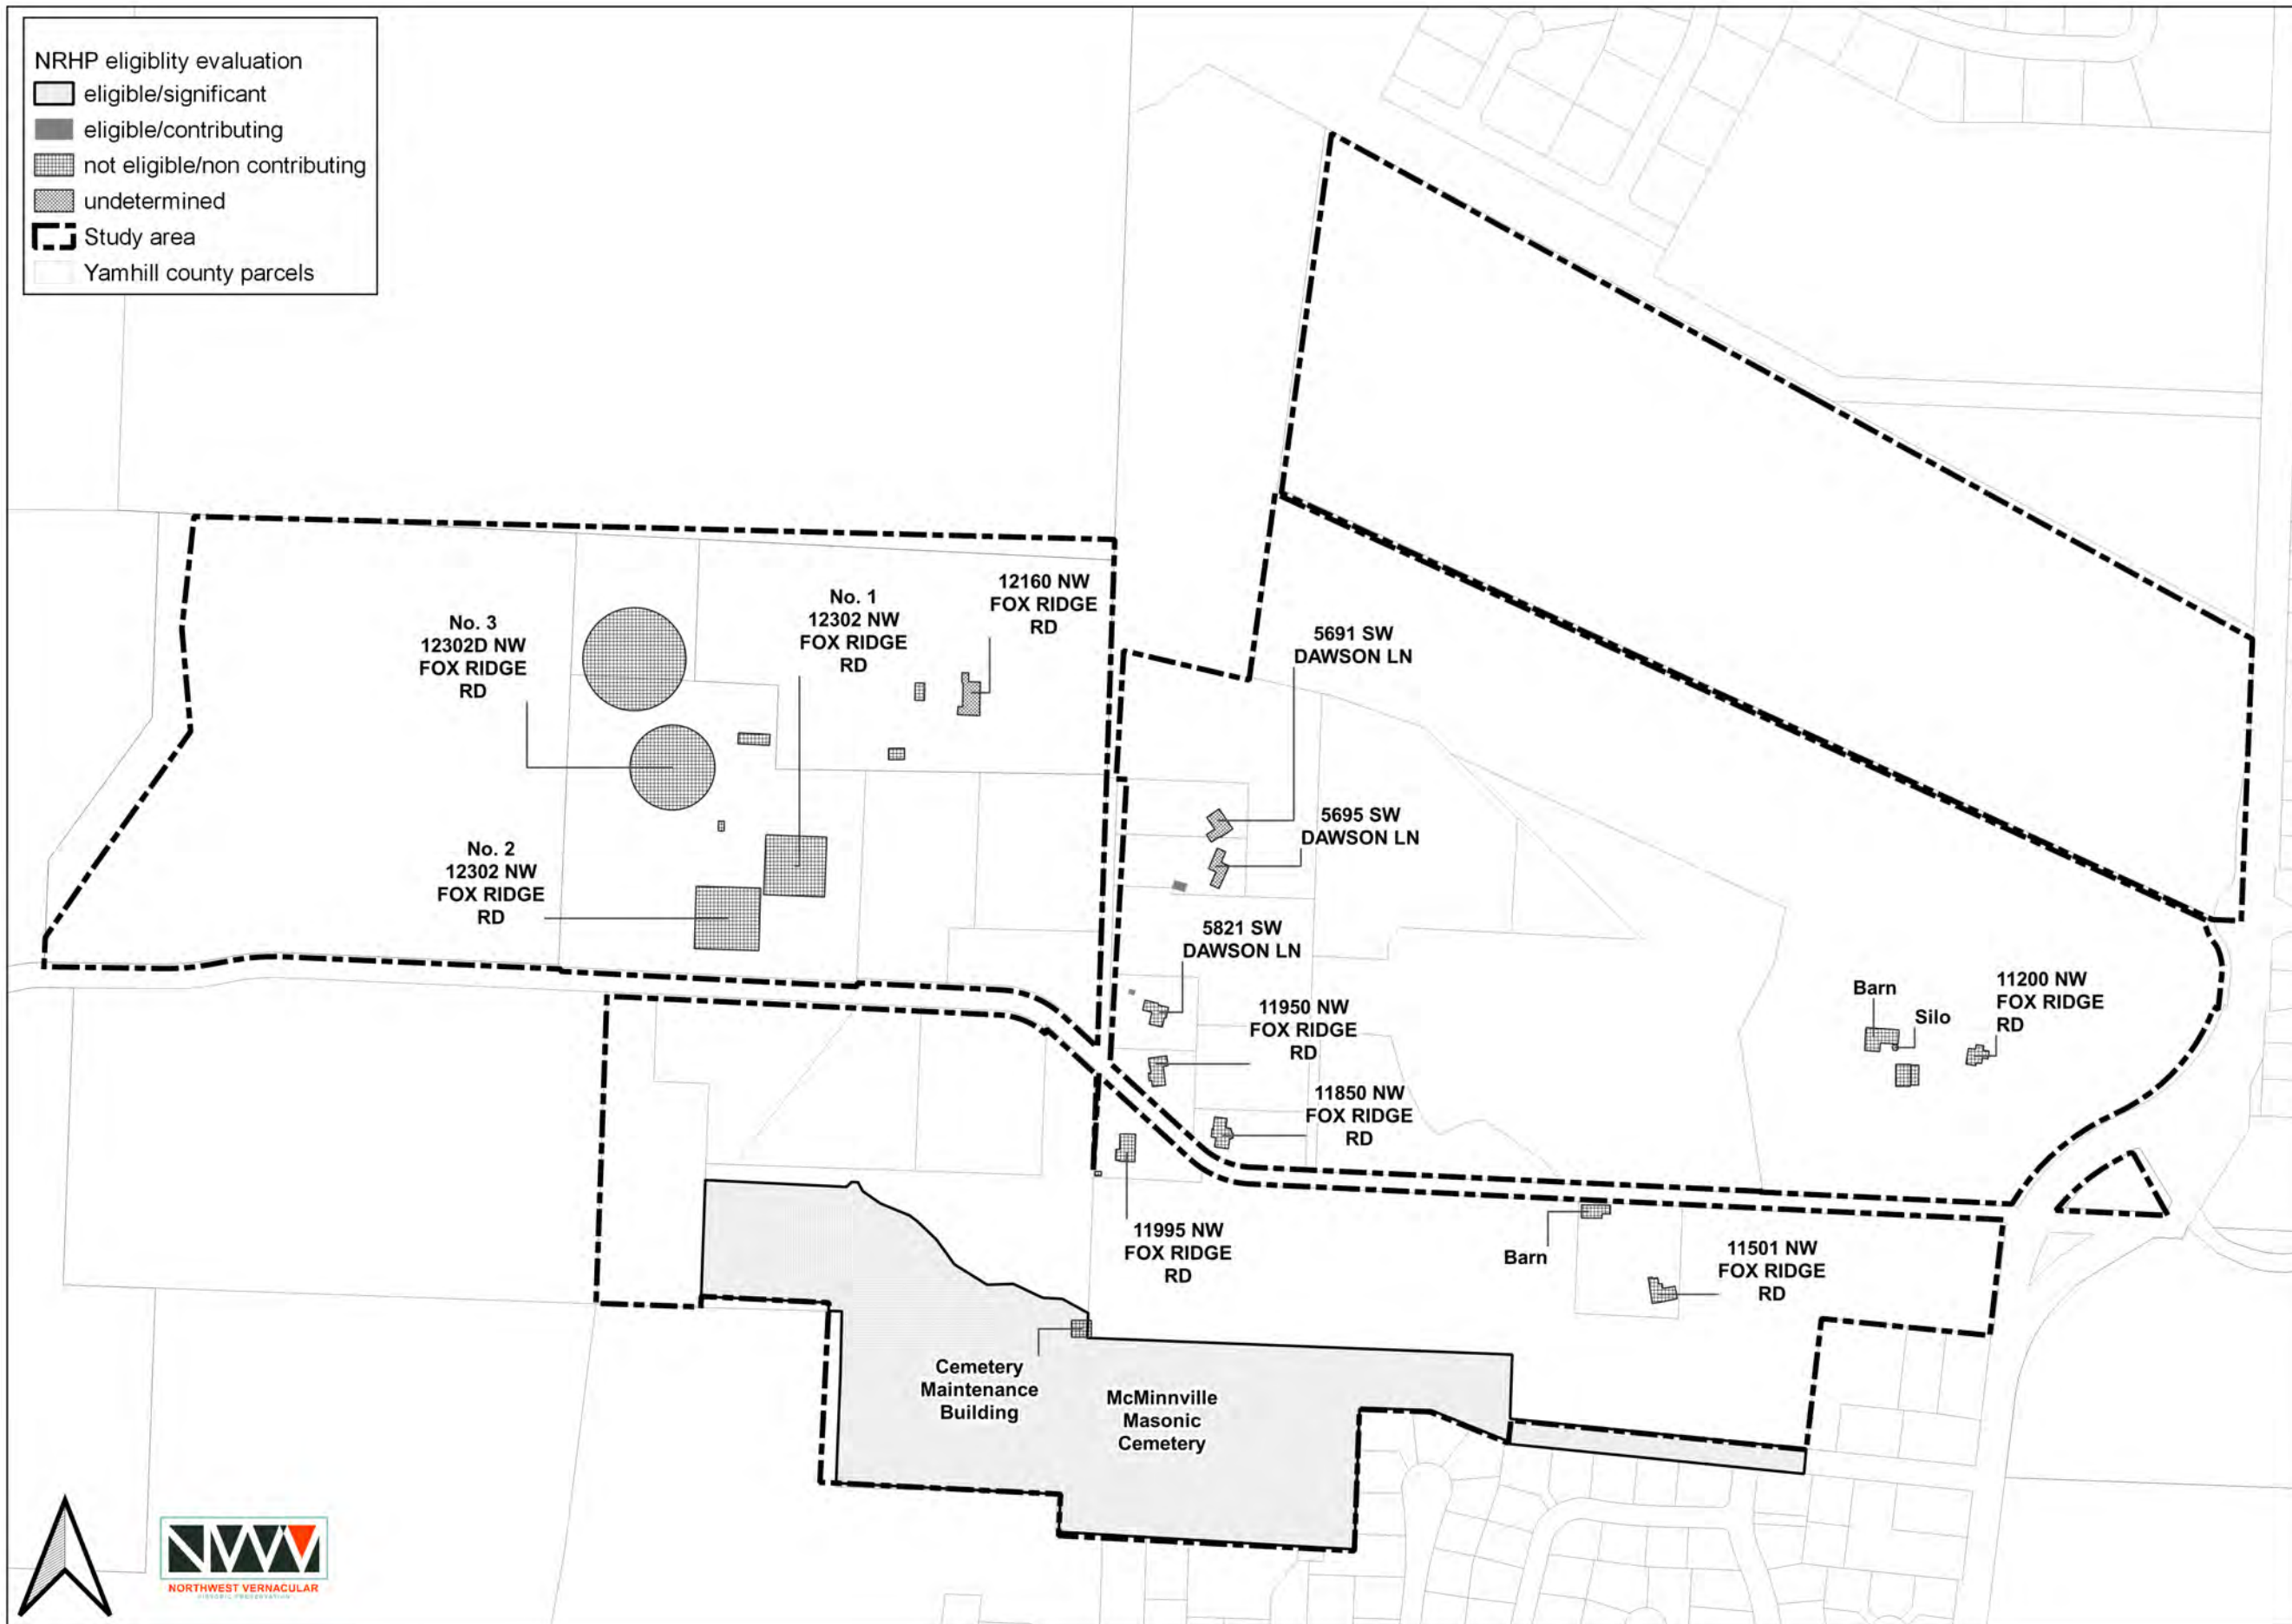 NRHP eligiblity evaluation
eligible/significant
eligible/contributing
not eligible/non contributing
undetermined
Study area
Yamhill county parcels
No. 3
12302D NW
FOX RIDGE
RD
No. 1
12302 NW
FOX RIDGE
RD
12160 NW
FOX RIDGE
RD
5691 SW
DAWSON LN
5695 SW
DAWSON LN
No. 2
12302 NW
FOX RIDGE
RD
5821 SW
DAWSON LN
11950 NW
FOX RIDGE
RD
11850 NW
FOX RIDGE
RD
Barn
Silo
11200 NW
FOX RIDGE
RD
11995 NW
FOX RIDGE
RD
Barn
11501 NW
FOX RIDGE
RD
Cemetery
Maintenance
Building
McMinnville
Masonic
Cemetery
NWV
NORTHWEST VERNACULAR
HISTORIC PRESERVATION